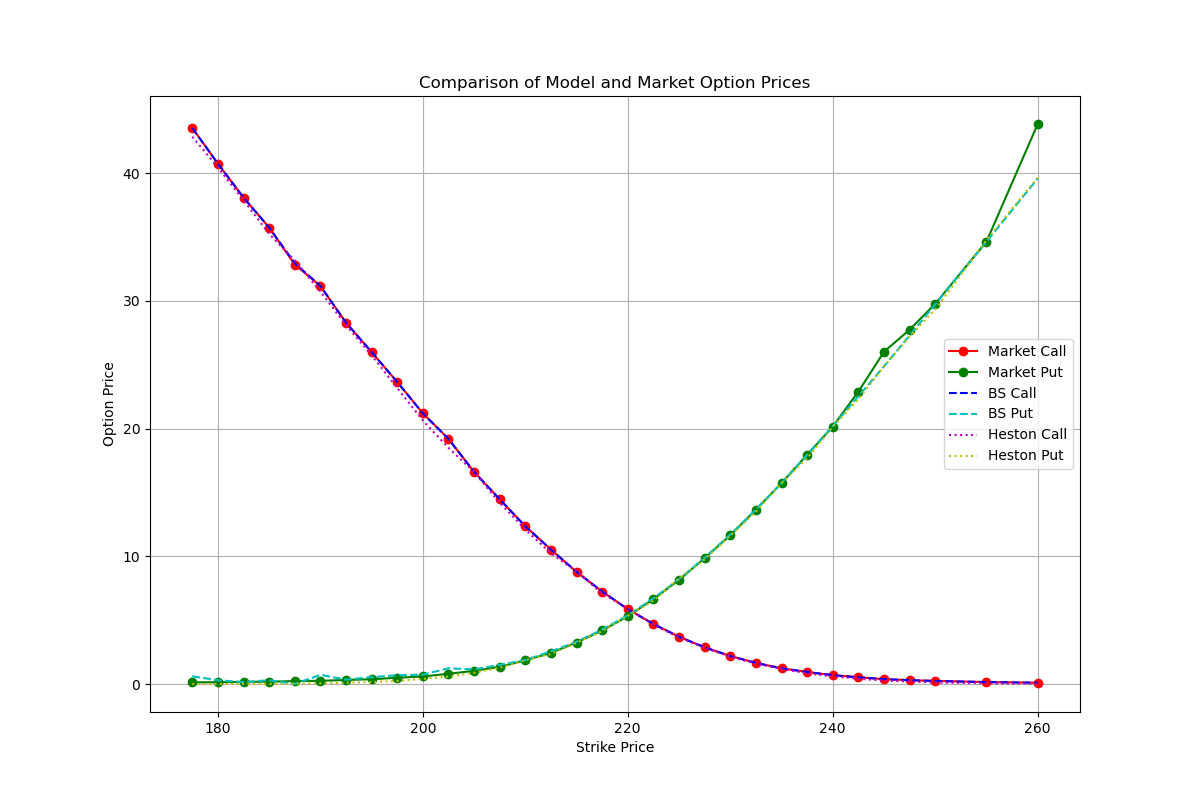 Comparison of Model and Market Option Prices
Option Price
40
30
20
10
0
Market Call
Market Put
BS Call
BS Put
Heston Call
Heston Put
180
200
220
240
260
Strike Price